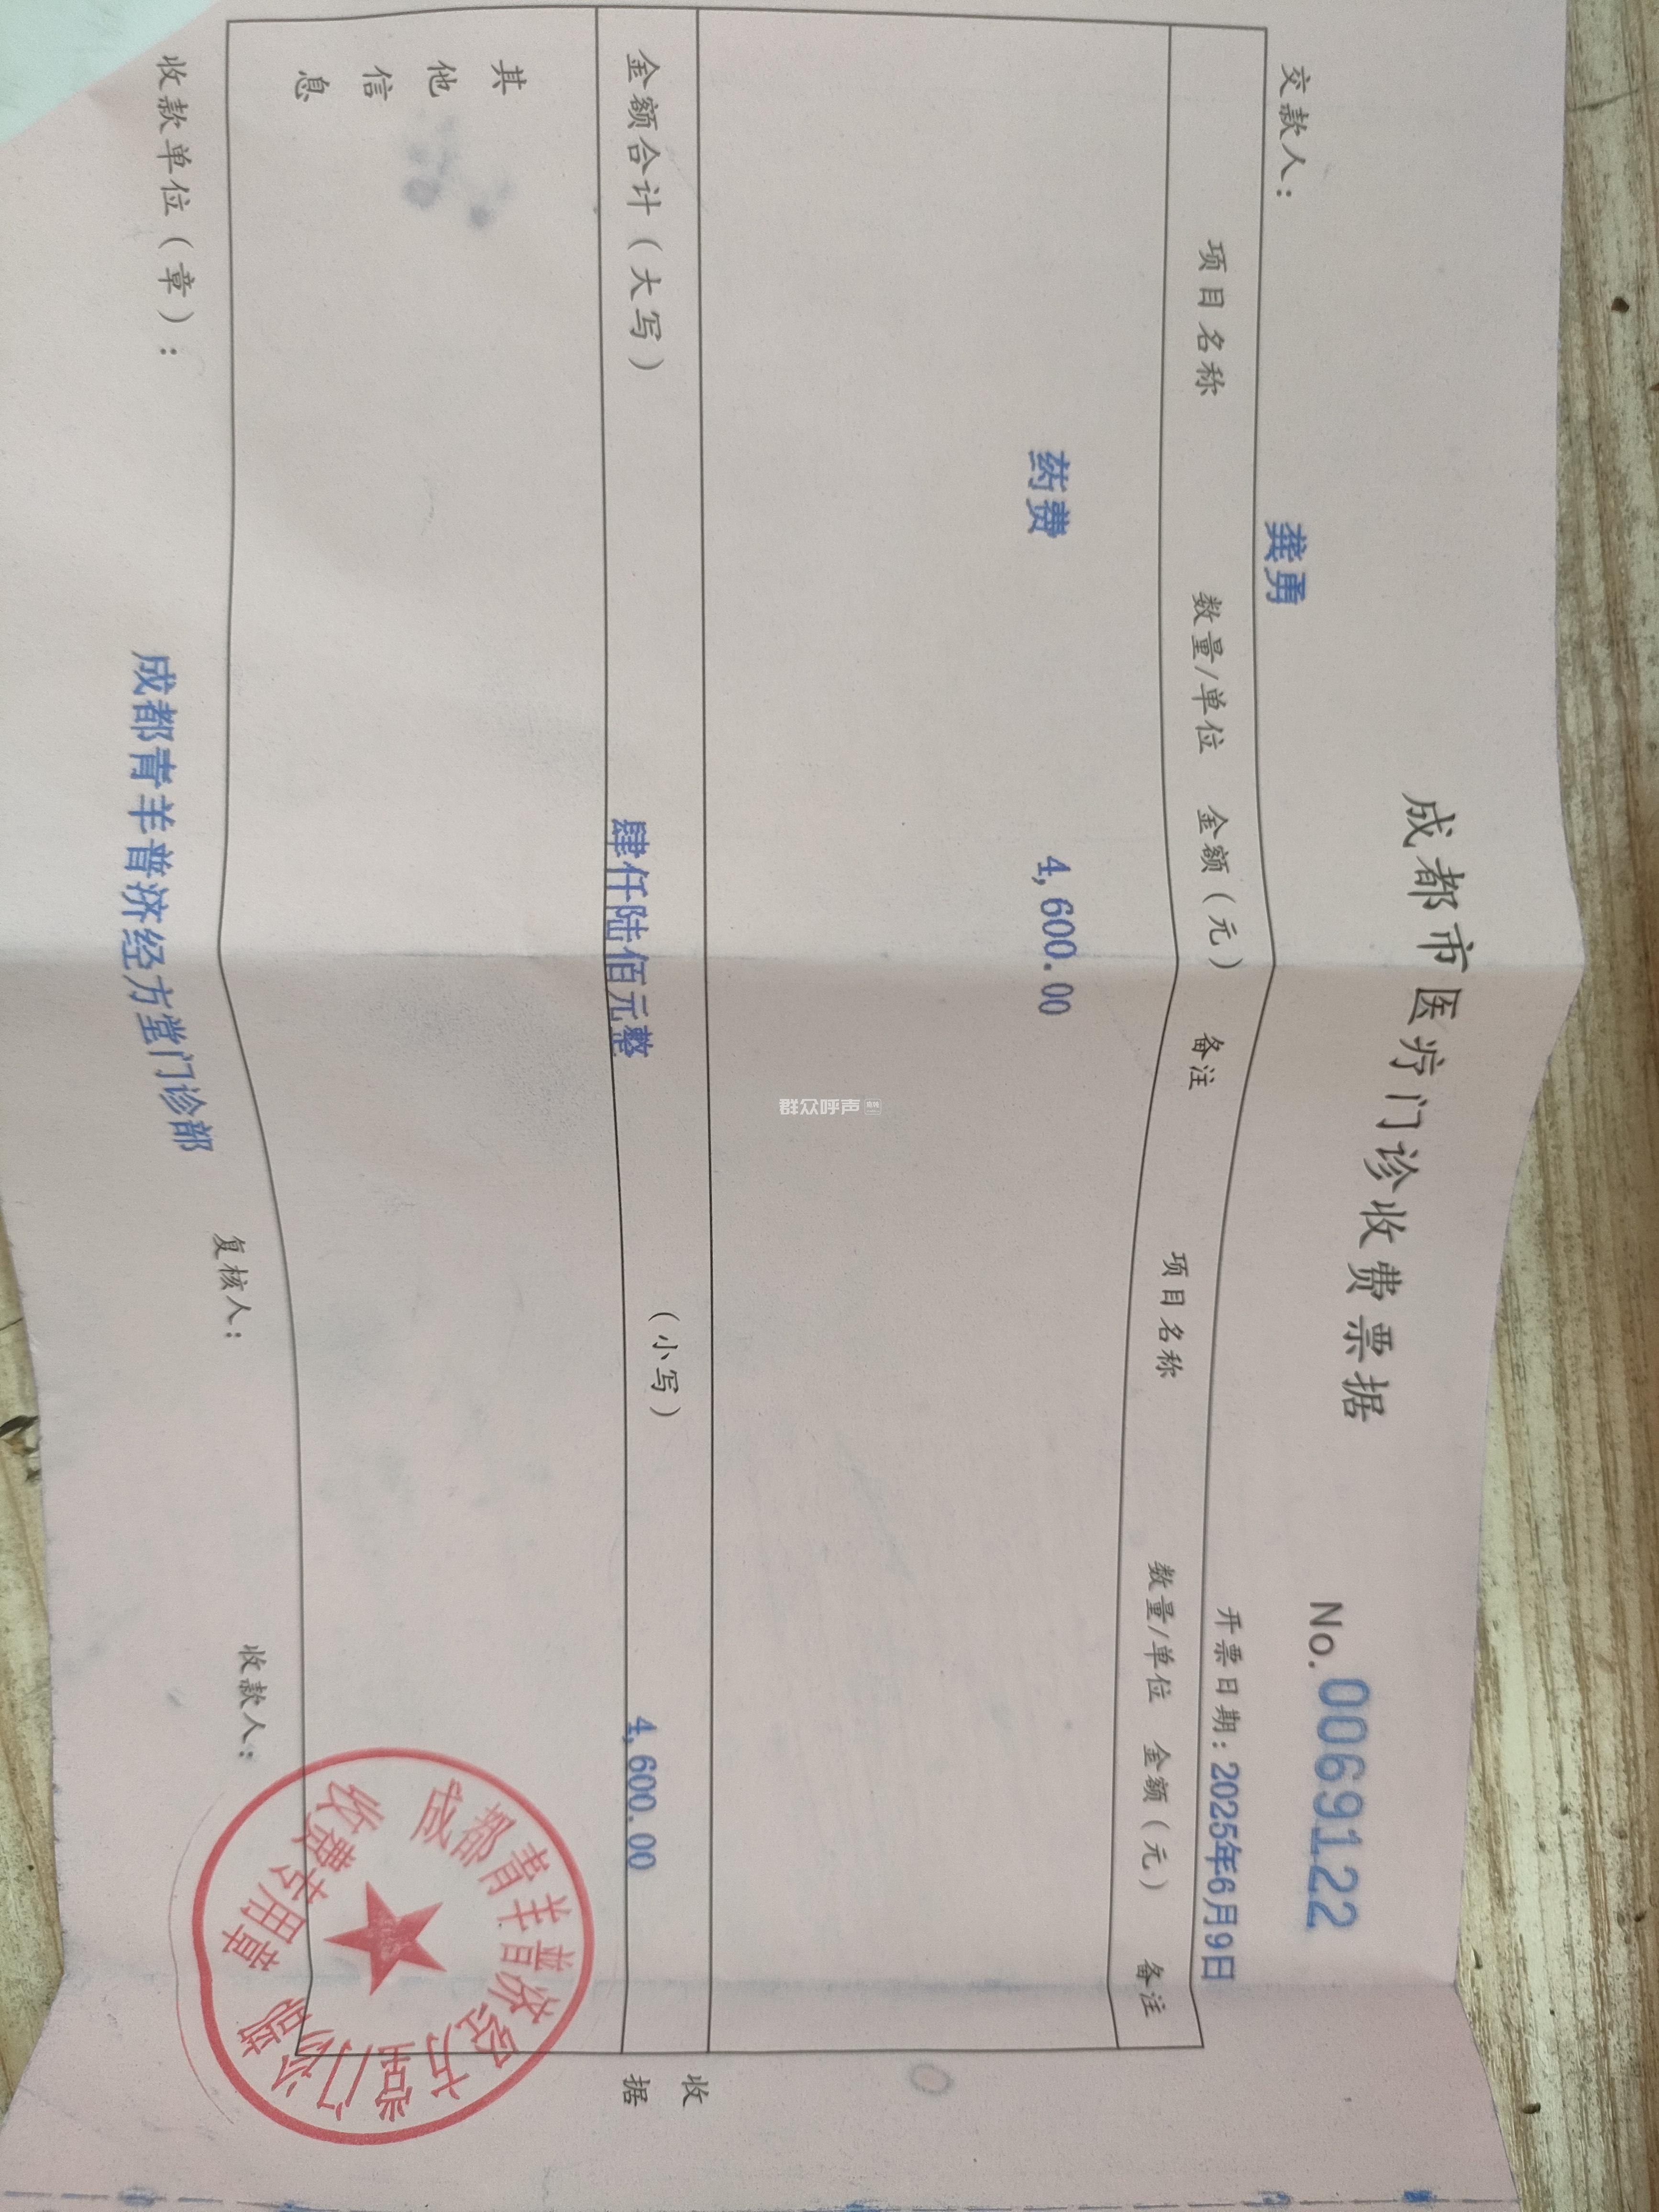 成都市医疗门诊收费票据
No.00691122
交款人： 龚勇 开票日期：2025年6月9日
项目名称 数量/单位 金额（元） 备注 项目名称 数量/单位 金额（元） 备注
药费 4,600.00
金额合计（大写） 肆仟陆佰元整 （小写） 4,600.00
其他信息
收据
收款单位（章）： 成都青羊普济经方堂门诊部 复核人： 收款人：
成都青羊普济经方堂门诊部
收费专用章
群众呼声